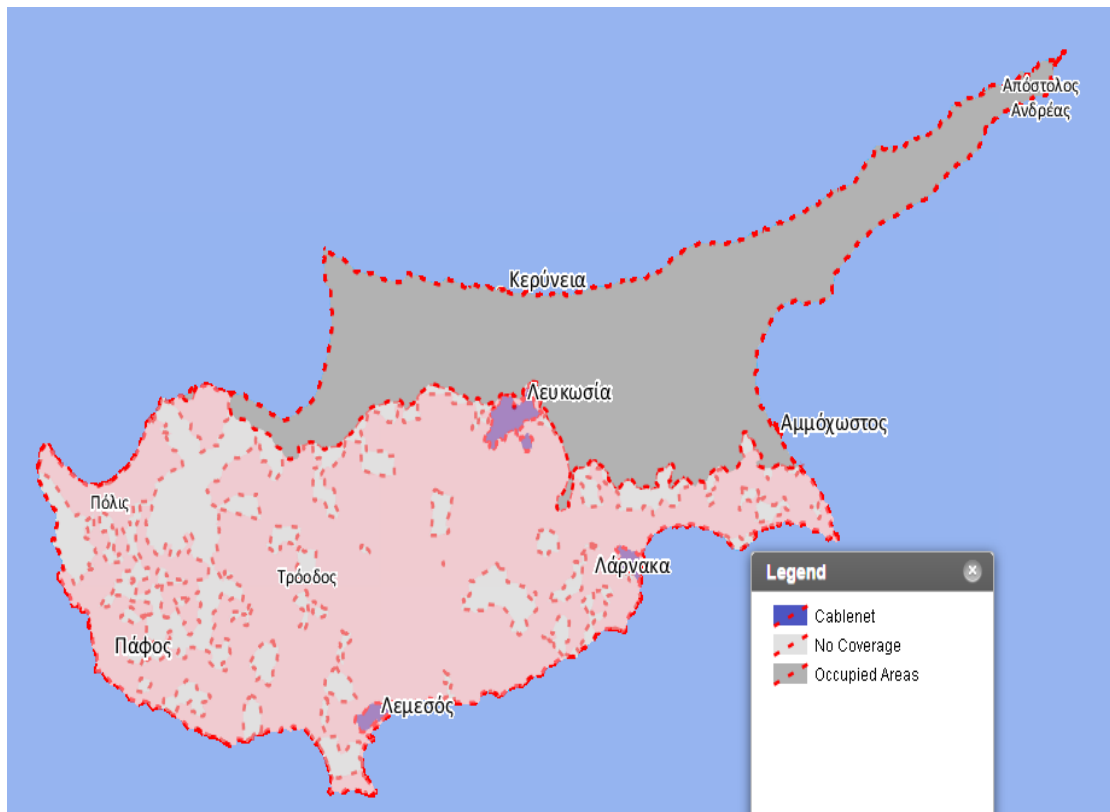 Απόστολος
Ανδρέας
Κερύνεια
Λευκωσία
Αμμόχωστος
Πόλις
Λάρνακα
Τρόοδος
Πάφος
Λεμεσός
Legend
Cablenet
No Coverage
Occupied Areas